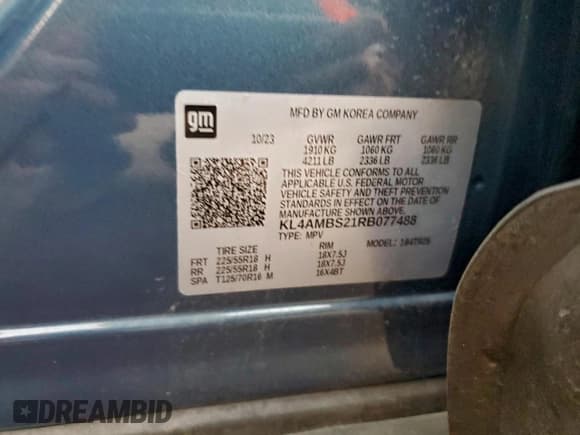 gm
MFD BY GM KOREA COMPANY
10/23 GVWR GAWR FRT GAWR RR
1910 KG 1060 KG 1060 KG
4211 LB 2336 LB 2336 LB
THIS VEHICLE CONFORMS TO ALL
APPLICABLE U.S. FEDERAL MOTOR
VEHICLE SAFETY AND THEFT PREVENTION
STANDARDS IN EFFECT ON THE DATE OF
MANUFACTURE SHOWN ABOVE.
KL4AMBS21RB077488
TYPE: MPV MODEL:
TIRE SIZE RIM
FRT 225/55R18 H 18X7.5J
RR 225/55R18 H 18X7.5J
SPA T125/70R16 M 16X4BT
DREAMBID